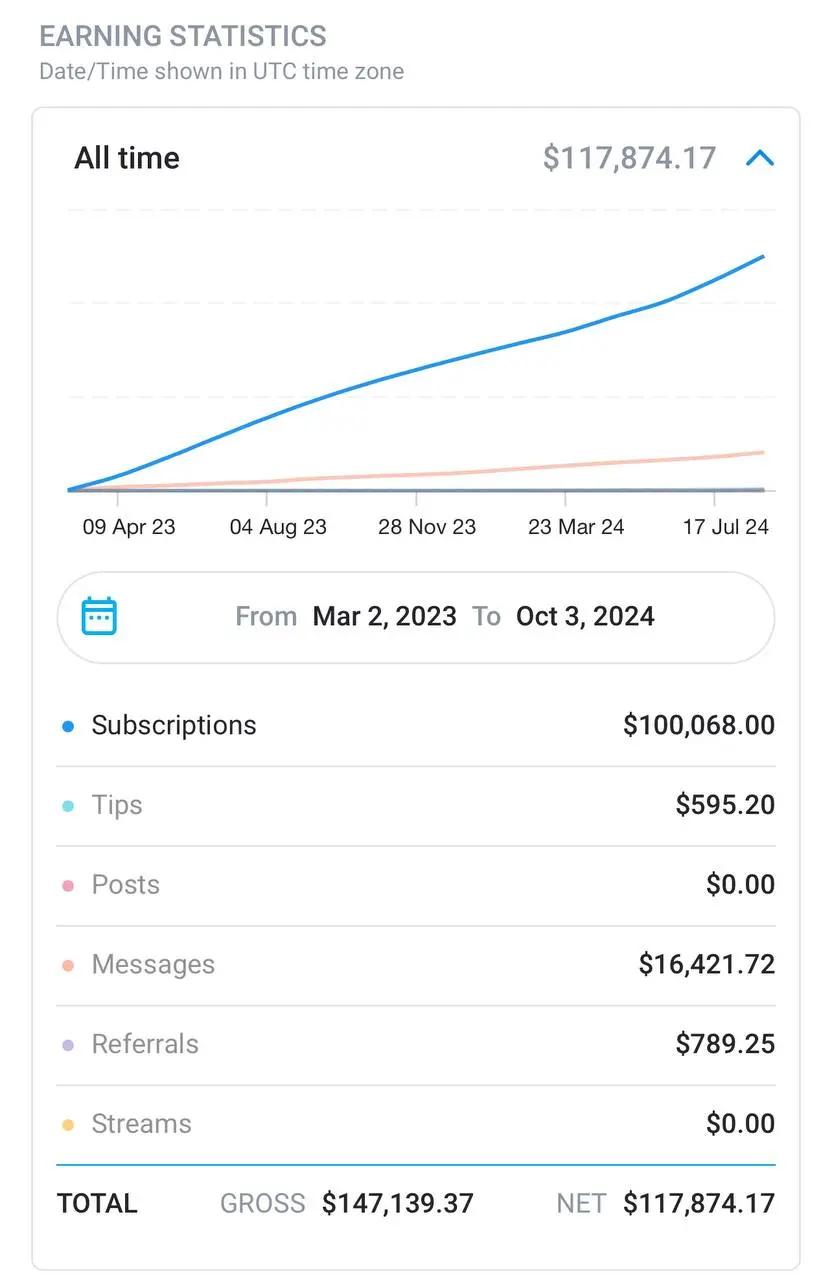 EARNING STATISTICS
Date/Time shown in UTC time zone
All time $117,874.17
09 Apr 23 04 Aug 23 28 Nov 23 23 Mar 24 17 Jul 24
From Mar 2, 2023 To Oct 3, 2024
Subscriptions $100,068.00
Tips $595.20
Posts $0.00
Messages $16,421.72
Referrals $789.25
Streams $0.00
TOTAL GROSS $147,139.37 NET $117,874.17